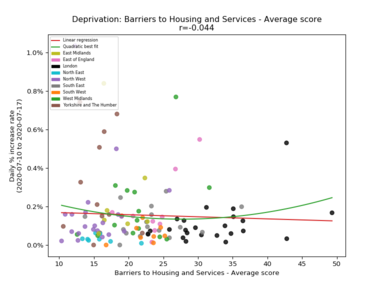 Deprivation: Barriers to Housing and Services - Average score
r=-0.044
Daily % increase rate
(2020-07-10 to 2020-07-17)
1.0%
0.8%
0.6%
0.4%
0.2%
0.0%
Linear regression
Quadratic best fit
East Midlands
East of England
London
North East
North West
South East
South West
West Midlands
Yorkshire and The Humber
10
15
20
25
30
35
40
45
50
Barriers to Housing and Services - Average score